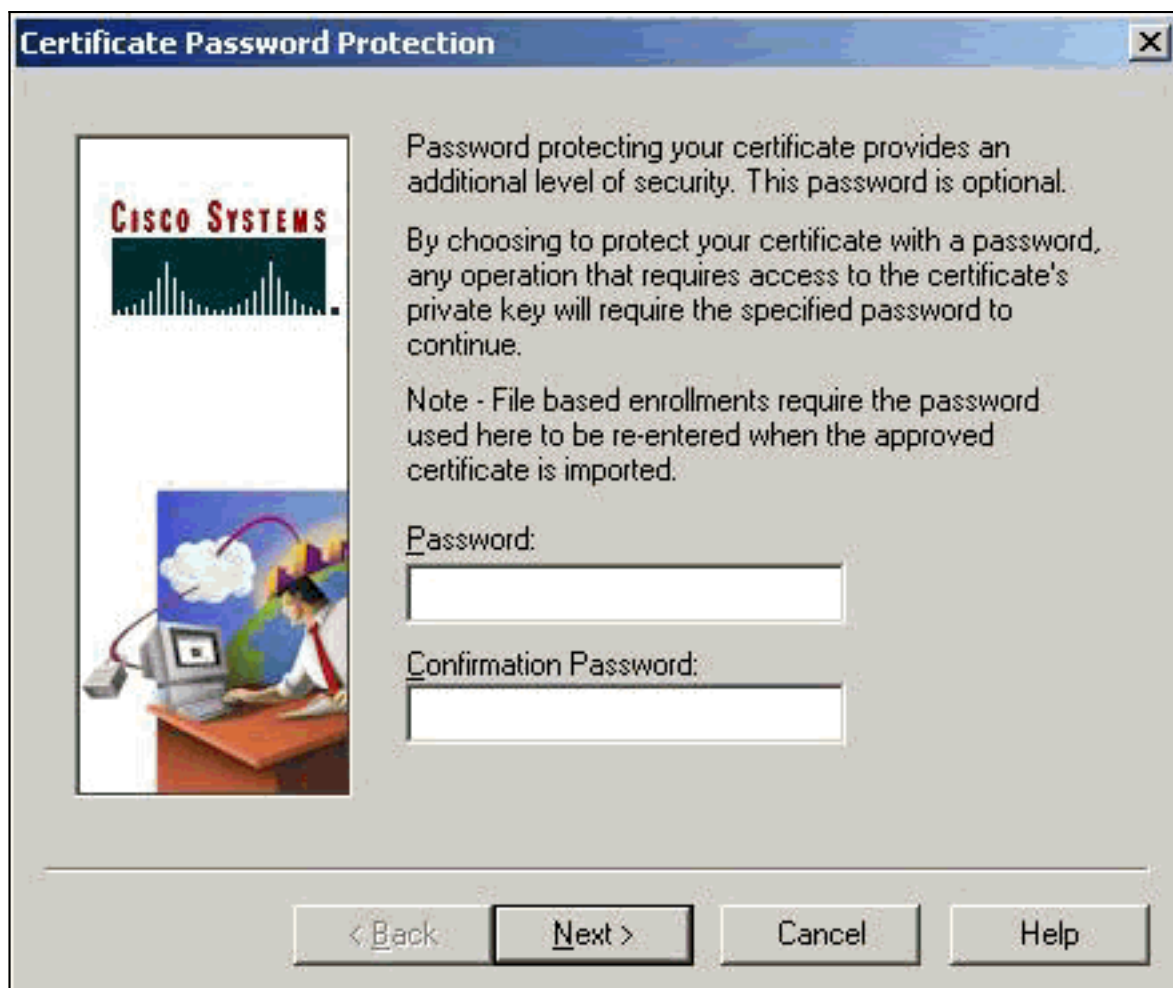 Certificate Password Protection
CISCO SYSTEMS
Password protecting your certificate provides an
additional level of security. This password is optional.
By choosing to protect your certificate with a password,
any operation that requires access to the certificate's
private key will require the specified password to
continue.
Note - File based enrollments require the password
used here to be re-entered when the approved
certificate is imported.
Password:
Confirmation Password:
< Back
Next >
Cancel
Help